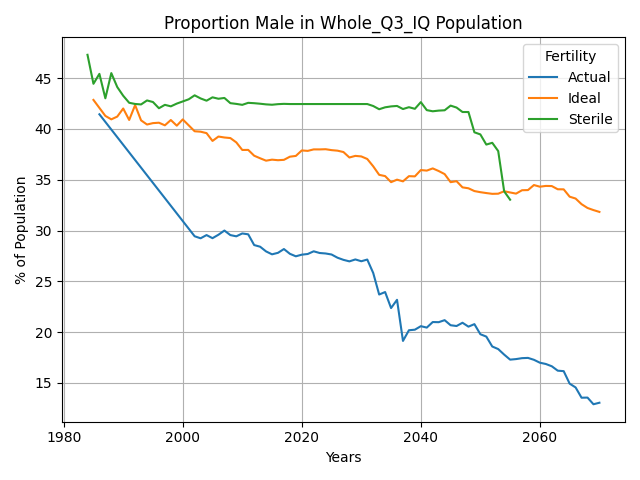 Proportion Male in Whole_Q3_IQ Population
% of Population
45
40
35
30
25
20
15
1980
2000
2020
2040
2060
Years
Fertility
Actual
Ideal
Sterile